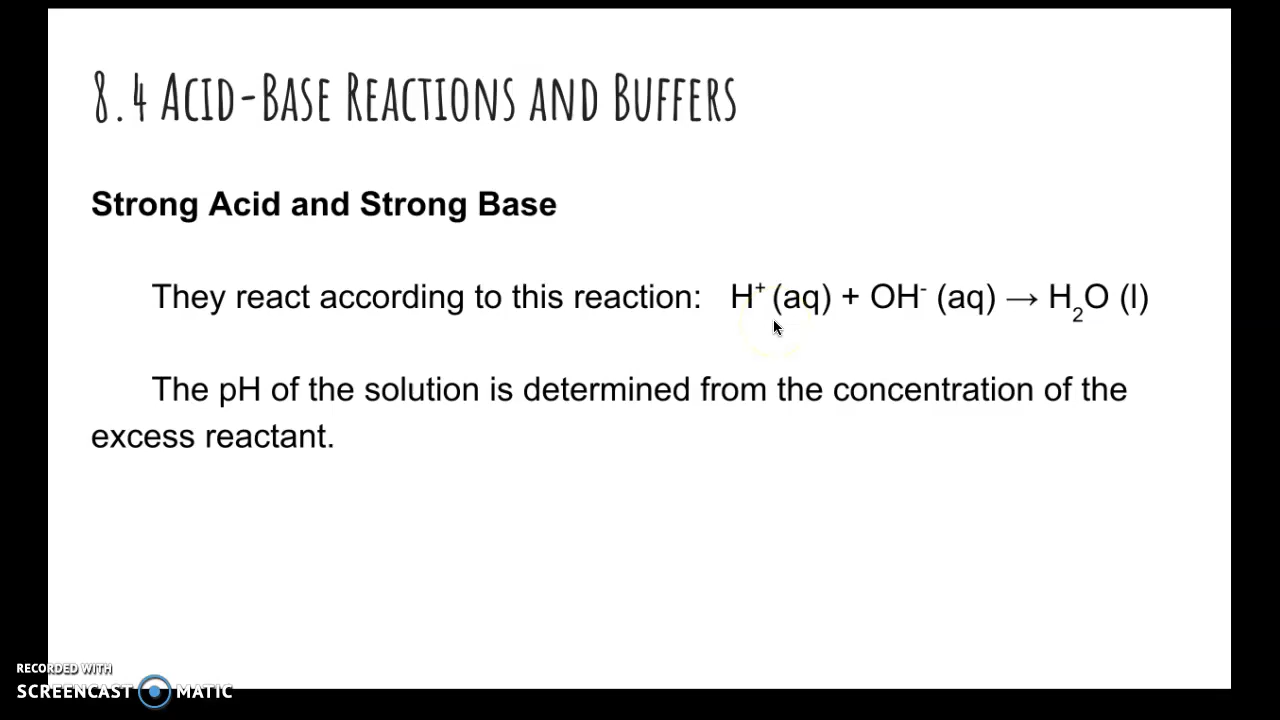 8.4 Acid-Base Reactions and Buffers
Strong Acid and Strong Base
They react according to this reaction: H⁺ (aq) + OH⁻ (aq) → H₂O (l)
The pH of the solution is determined from the concentration of the
excess reactant.
RECORDED WITH
SCREENCAST MATIC